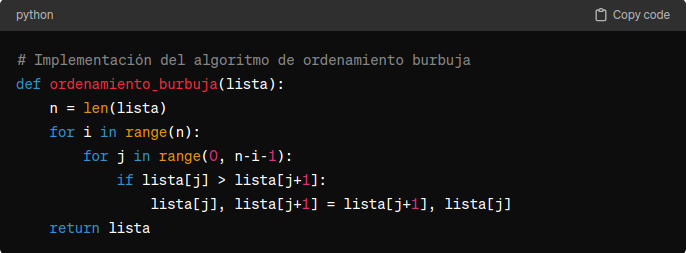 python
Copy code
# Implementación del algoritmo de ordenamiento burbuja
def ordenamiento_burbuja(lista):
    n = len(lista)
    for i in range(n):
        for j in range(0, n-i-1):
            if lista[j] > lista[j+1]:
                lista[j], lista[j+1] = lista[j+1], lista[j]
    return lista